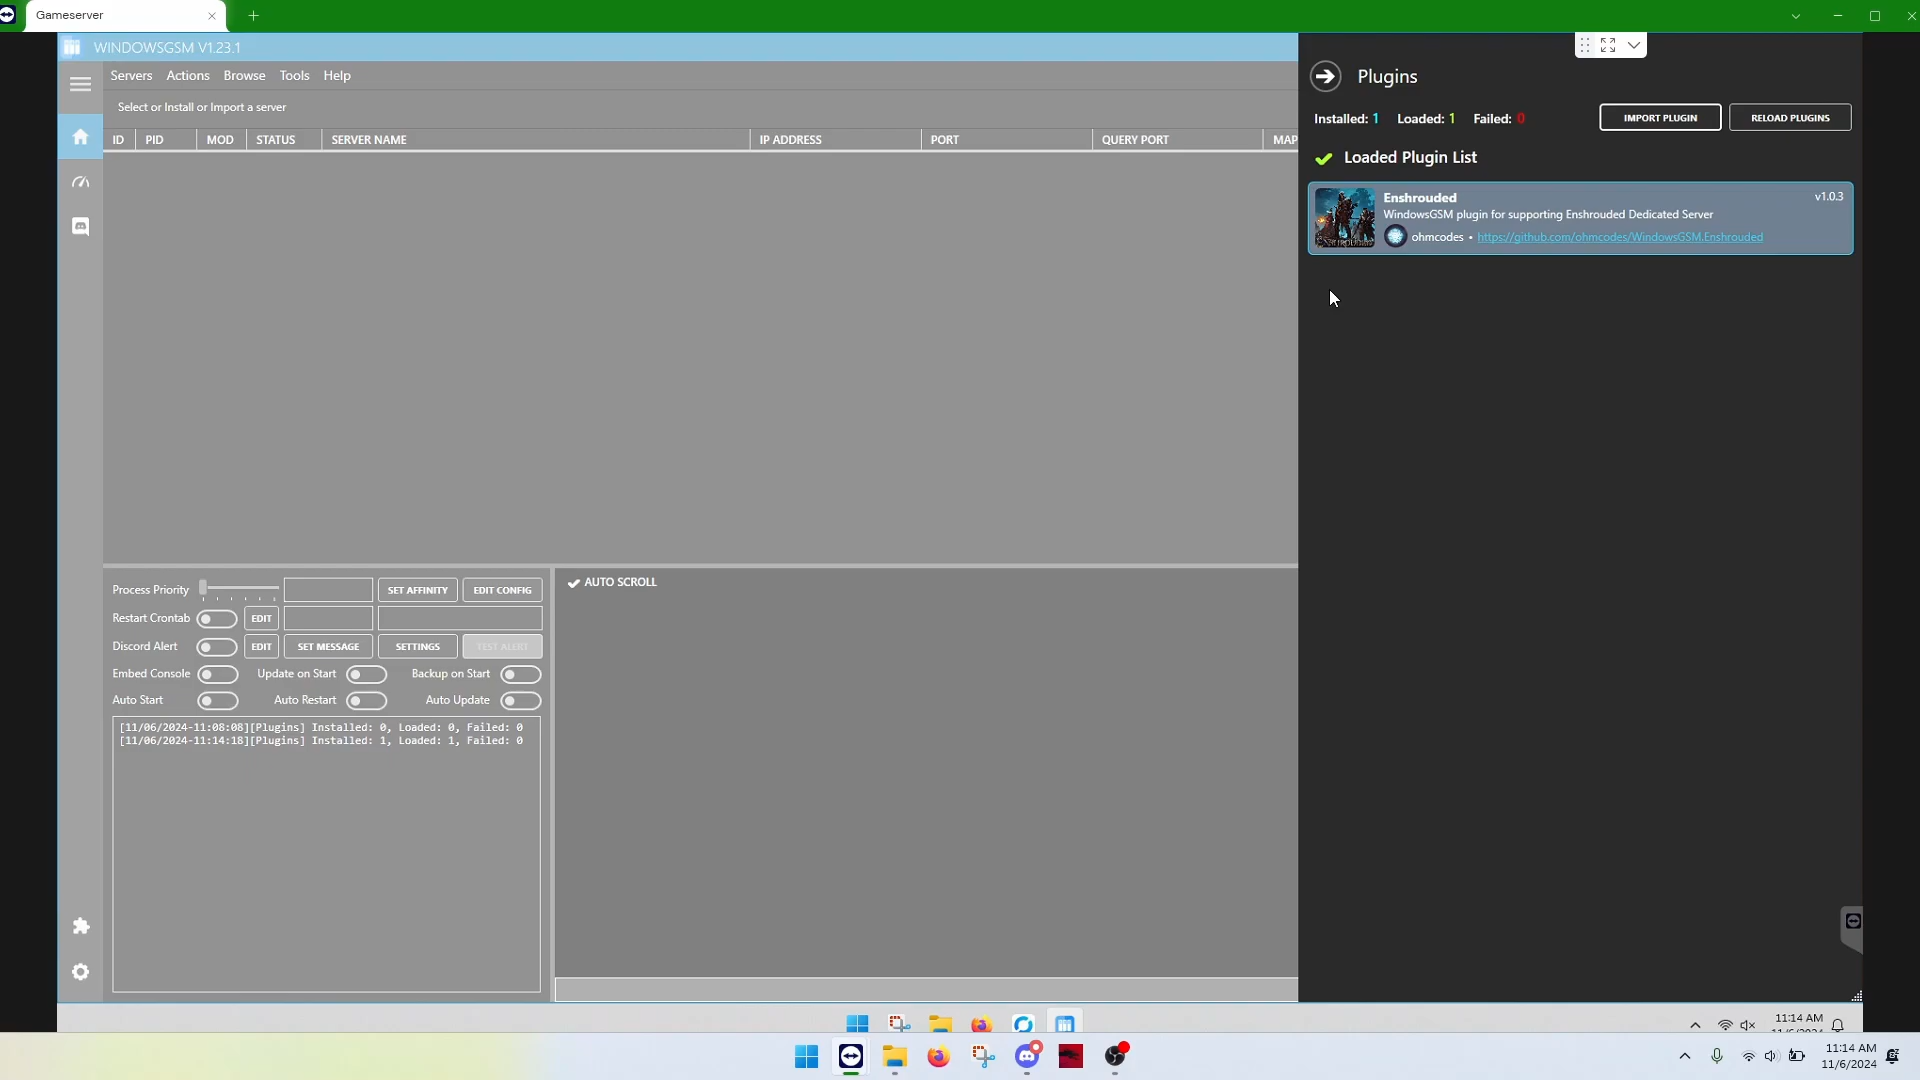 Gameserver
WINDOWSGSM V1.23.1
Servers Actions Browse Tools Help
Select or Install or Import a server
ID PID MOD STATUS SERVER NAME IP ADDRESS PORT QUERY PORT MAP
Plugins
Installed: 1 Loaded: 1 Failed: 0 IMPORT PLUGIN RELOAD PLUGINS
Loaded Plugin List
Enshrouded v1.0.3
WindowsGSM plugin for supporting Enshrouded Dedicated Server
ohmcodes • https://github.com/ohmcodes/WindowsGSM.Enshrouded
Process Priority SET AFFINITY EDIT CONFIG
Restart Crontab EDIT
Discord Alert EDIT SET MESSAGE SETTINGS TEST ALERT
Embed Console Update on Start Backup on Start
Auto Start Auto Restart Auto Update
[11/06/2024-11:08:08][Plugins] Installed: 0, Loaded: 0, Failed: 0
[11/06/2024-11:14:18][Plugins] Installed: 1, Loaded: 1, Failed: 0
AUTO SCROLL
11:14 AM
11:14 AM
11/6/2024